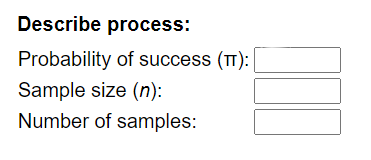 Describe process:
Probability of success (π):
Sample size (n):
Number of samples: